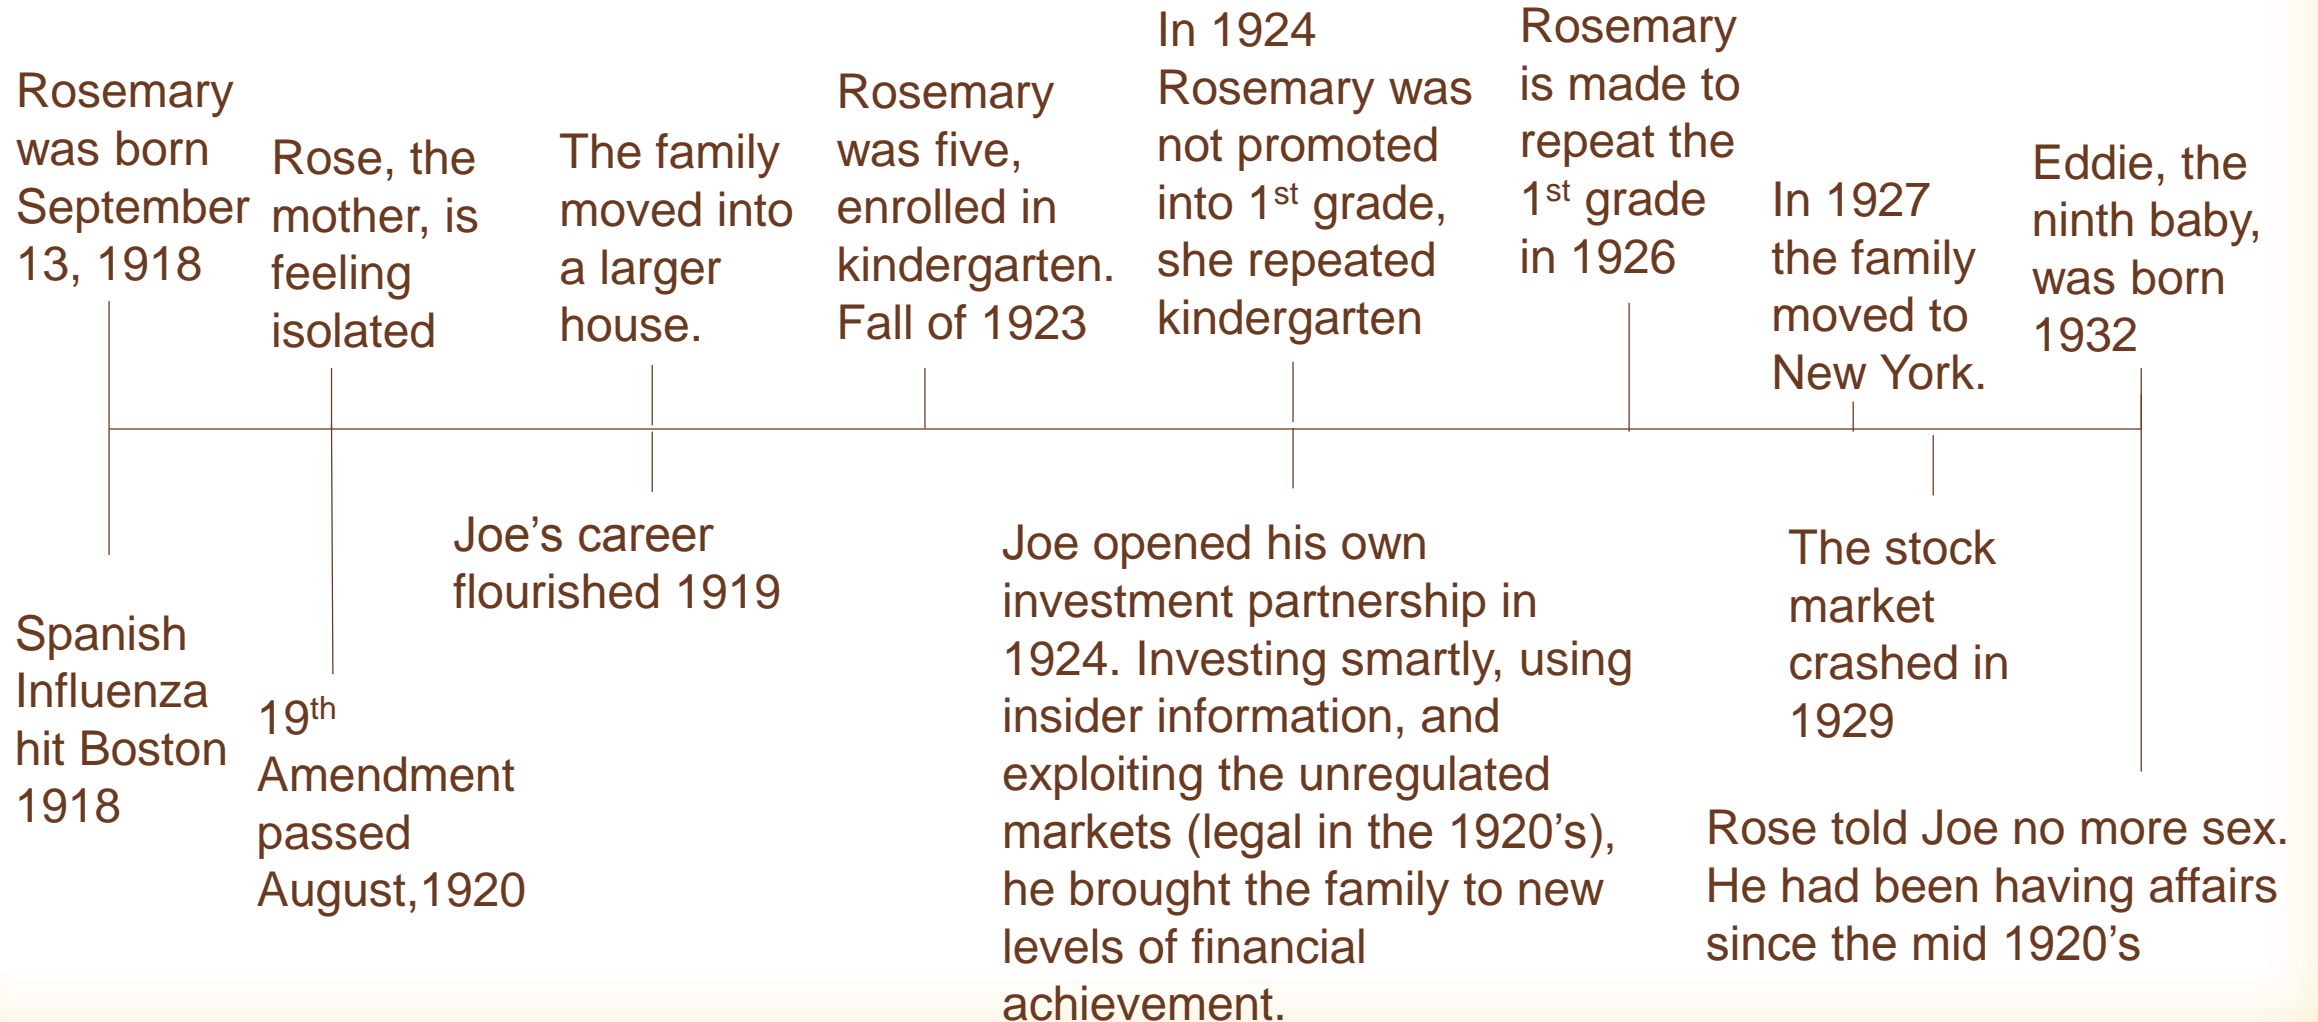 Rosemary
was born
September
13, 1918
Rose, the
mother, is
feeling
isolated
The family
moved into
a larger
house.
Rosemary
was five,
enrolled in
kindergarten.
Fall of 1923
In 1924
Rosemary was
not promoted
into 1st grade,
she repeated
kindergarten
Rosemary
is made to
repeat the
1st grade
in 1926
In 1927
the family
moved to
New York.
Eddie, the
ninth baby,
was born
1932
Spanish
Influenza
hit Boston
1918
19th
Amendment
passed
August,1920
Joe’s career
flourished 1919
Joe opened his own
investment partnership in
1924. Investing smartly, using
insider information, and
exploiting the unregulated
markets (legal in the 1920’s),
he brought the family to new
levels of financial
achievement.
The stock
market
crashed in
1929
Rose told Joe no more sex.
He had been having affairs
since the mid 1920’s